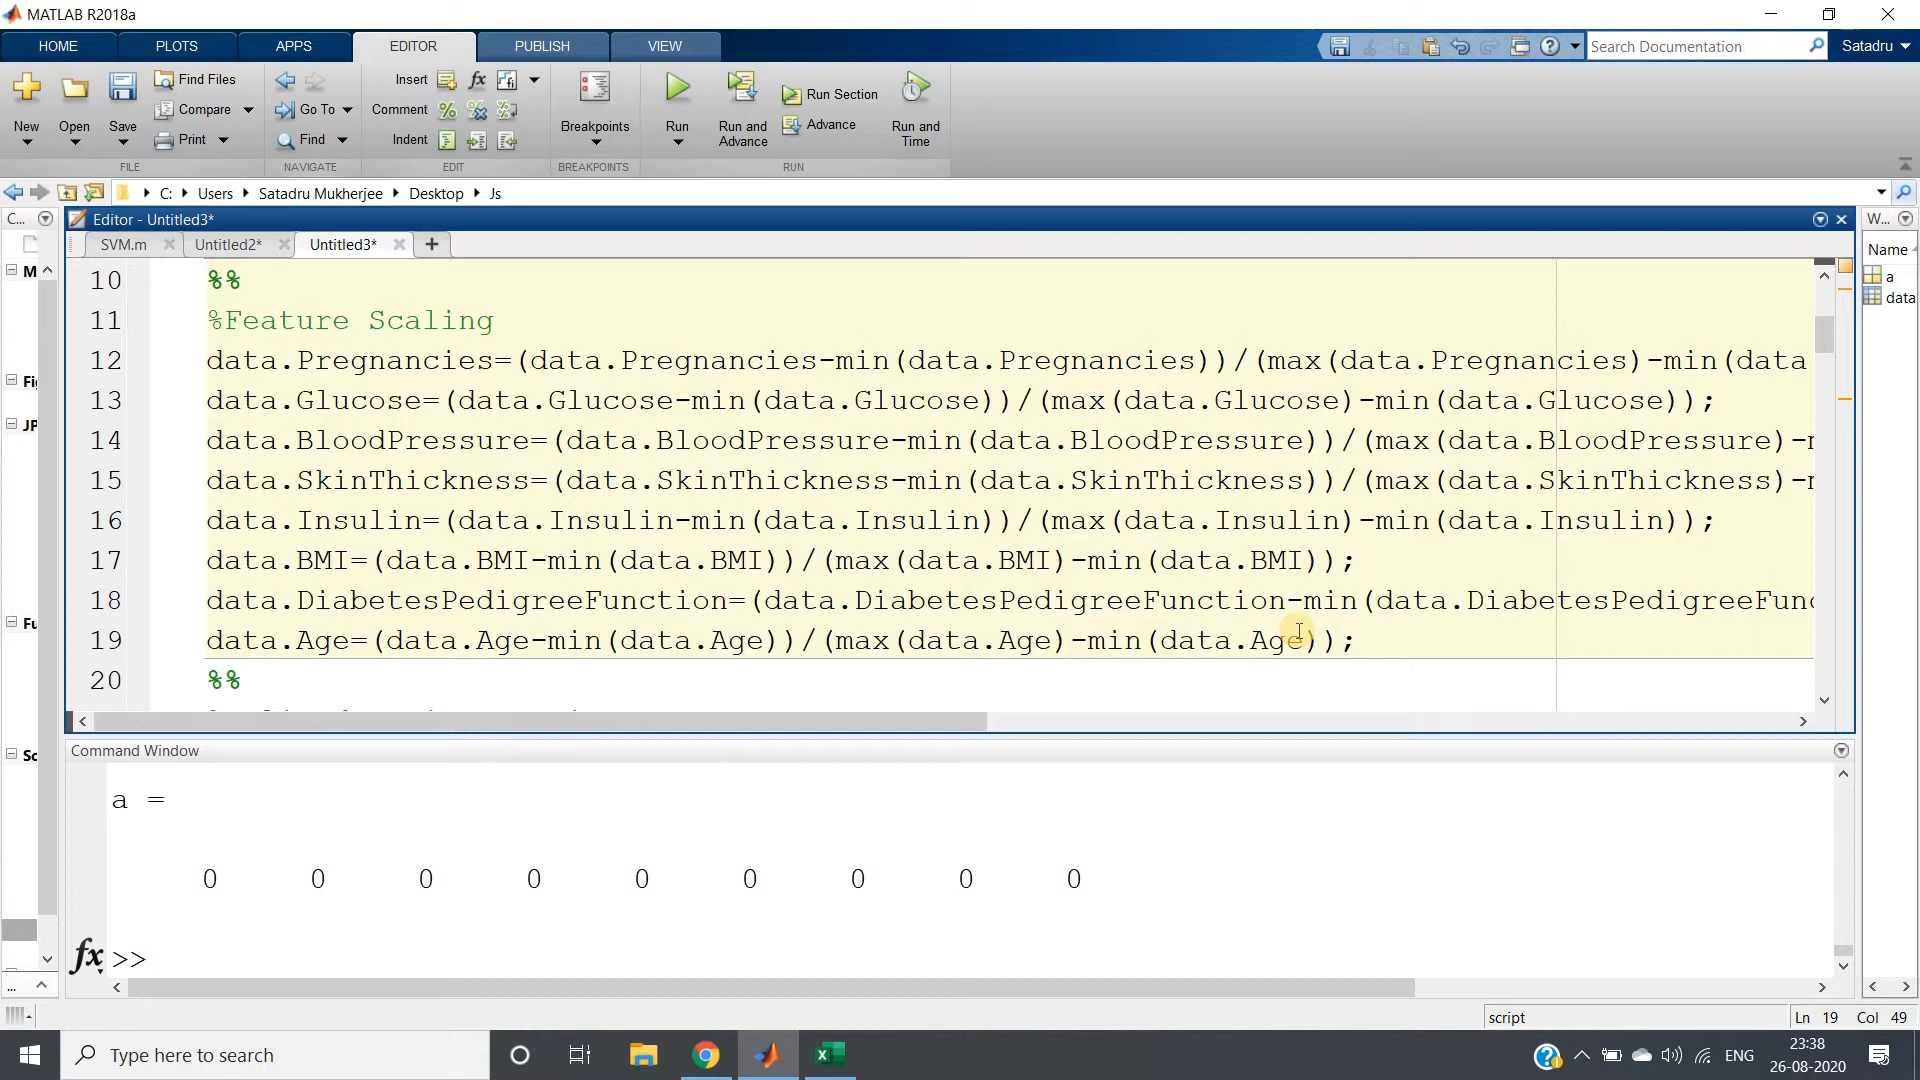 MATLAB R2018a
HOME PLOTS APPS EDITOR PUBLISH VIEW
Search Documentation Satadru
New Open Save
Find Files
Compare
Print
FILE
Go To
Find
NAVIGATE
Insert fx
Comment
Indent
EDIT
Breakpoints
BREAKPOINTS
Run
Run and Advance
Run Section
Advance
Run and Time
RUN
C: Users Satadru Mukherjee Desktop Js
C...
Editor - Untitled3*
W...
SVM.m Untitled2* Untitled3*
Name
a
data
M
Fi
JP
Fu
Sc
...
10 %%
11 %Feature Scaling
12 data.Pregnancies=(data.Pregnancies-min(data.Pregnancies))/(max(data.Pregnancies)-min(data
13 data.Glucose=(data.Glucose-min(data.Glucose))/(max(data.Glucose)-min(data.Glucose));
14 data.BloodPressure=(data.BloodPressure-min(data.BloodPressure))/(max(data.BloodPressure)-
15 data.SkinThickness=(data.SkinThickness-min(data.SkinThickness))/(max(data.SkinThickness)-
16 data.Insulin=(data.Insulin-min(data.Insulin))/(max(data.Insulin)-min(data.Insulin));
17 data.BMI=(data.BMI-min(data.BMI))/(max(data.BMI)-min(data.BMI));
18 data.DiabetesPedigreeFunction=(data.DiabetesPedigreeFunction-min(data.DiabetesPedigreeFunc
19 data.Age=(data.Age-min(data.Age))/(max(data.Age)-min(data.Age));
20 %%
Command Window
a =
0 0 0 0 0 0 0 0 0
fx >>
script Ln 19 Col 49
Type here to search
ENG
23:38
26-08-2020